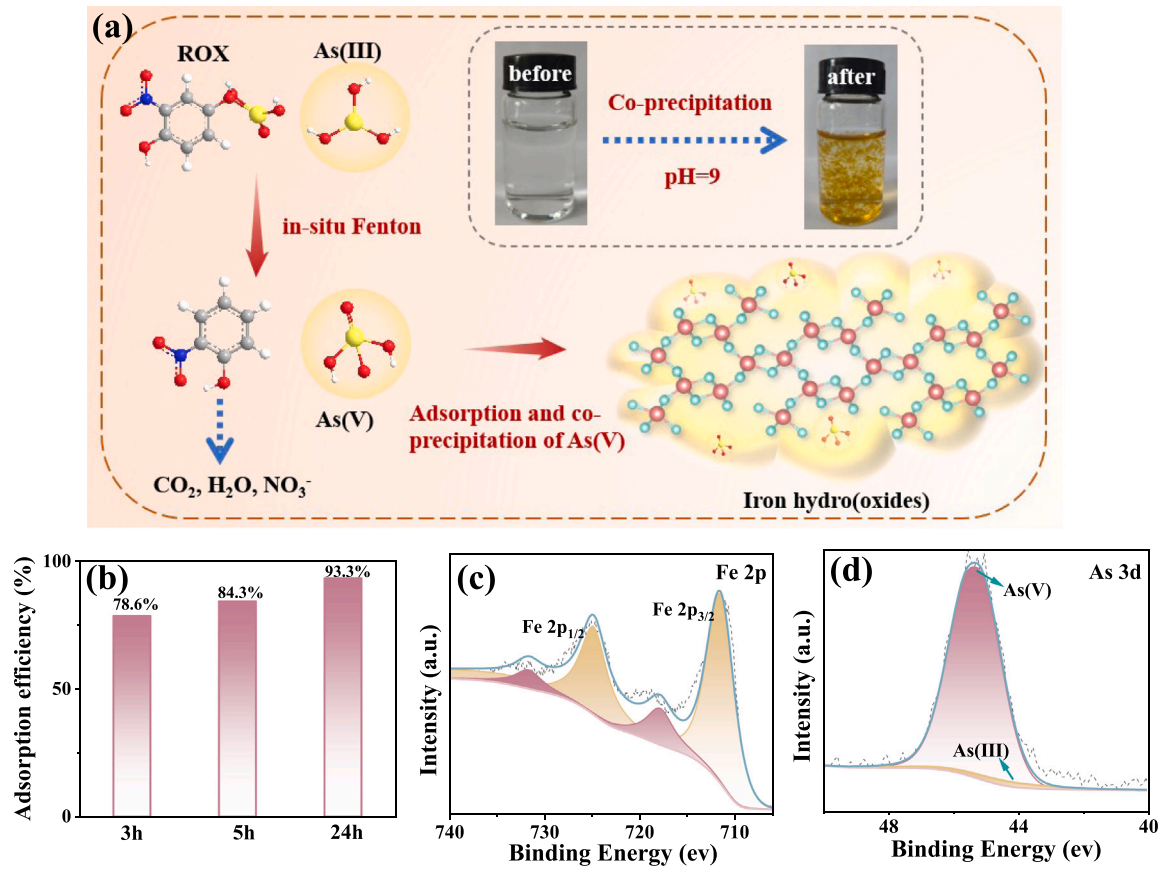 (a)
ROX
As(III)
before
Co-precipitation
pH=9
after
in-situ Fenton
As(V)
Adsorption and co-
precipitation of As(V)
CO₂, H₂O, NO₃⁻
Iron hydro(oxides)
(b)
Adsorption efficiency (%)
100
50
0
78.6%
84.3%
93.3%
3h
5h
24h
(c)
Fe 2p
Fe 2p₁/₂
Fe 2p₃/₂
Intensity (a.u.)
740
730
720
710
Binding Energy (ev)
(d)
As 3d
As(V)
As(III)
Intensity (a.u.)
48
44
40
Binding Energy (ev)